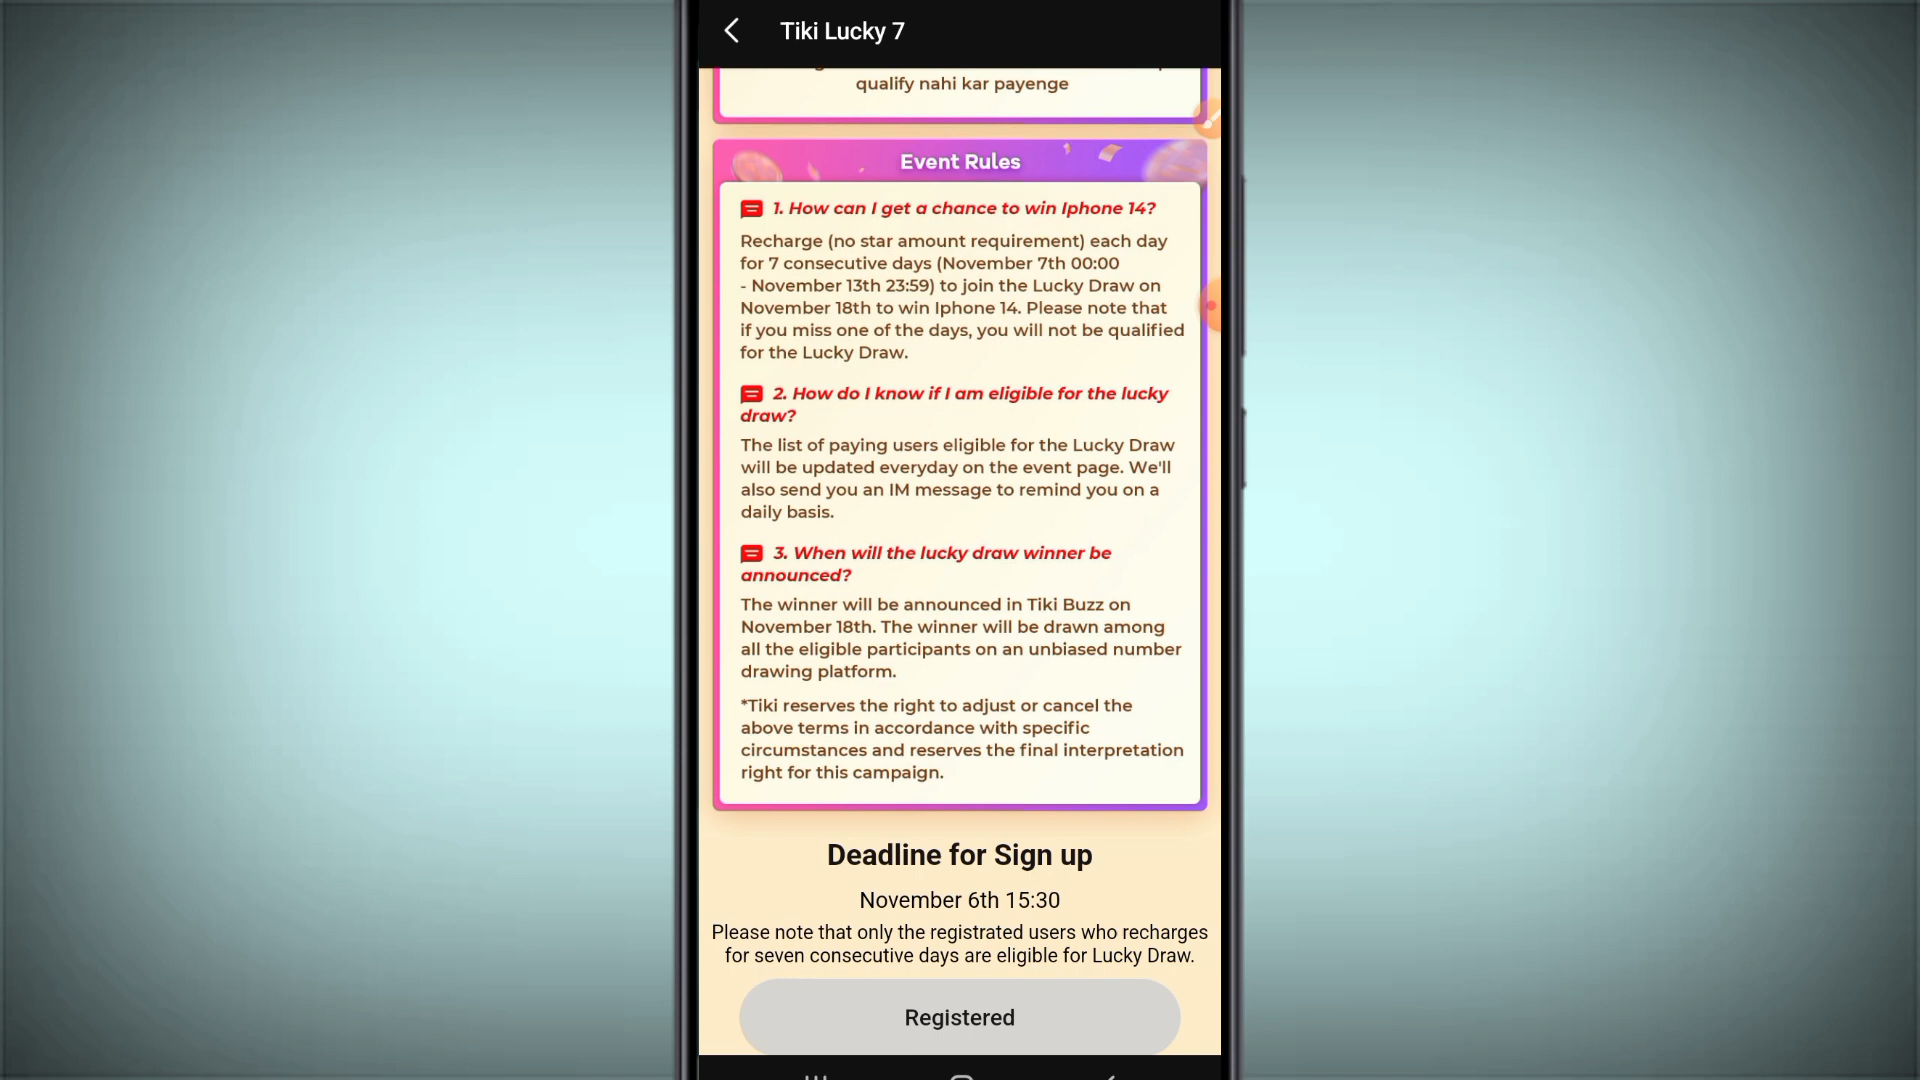 Tiki Lucky 7
qualify nahi kar payenge
Event Rules
1. How can I get a chance to win Iphone 14?
Recharge (no star amount requirement) each day
for 7 consecutive days (November 7th 00:00
- November 13th 23:59) to join the Lucky Draw on
November 18th to win Iphone 14. Please note that
if you miss one of the days, you will not be qualified
for the Lucky Draw.
2. How do I know if I am eligible for the lucky
draw?
The list of paying users eligible for the Lucky Draw
will be updated everyday on the event page. We'll
also send you an IM message to remind you on a
daily basis.
3. When will the lucky draw winner be
announced?
The winner will be announced in Tiki Buzz on
November 18th. The winner will be drawn among
all the eligible participants on an unbiased number
drawing platform.
*Tiki reserves the right to adjust or cancel the
above terms in accordance with specific
circumstances and reserves the final interpretation
right for this campaign.
Deadline for Sign up
November 6th 15:30
Please note that only the registrated users who recharges
for seven consecutive days are eligible for Lucky Draw.
Registered